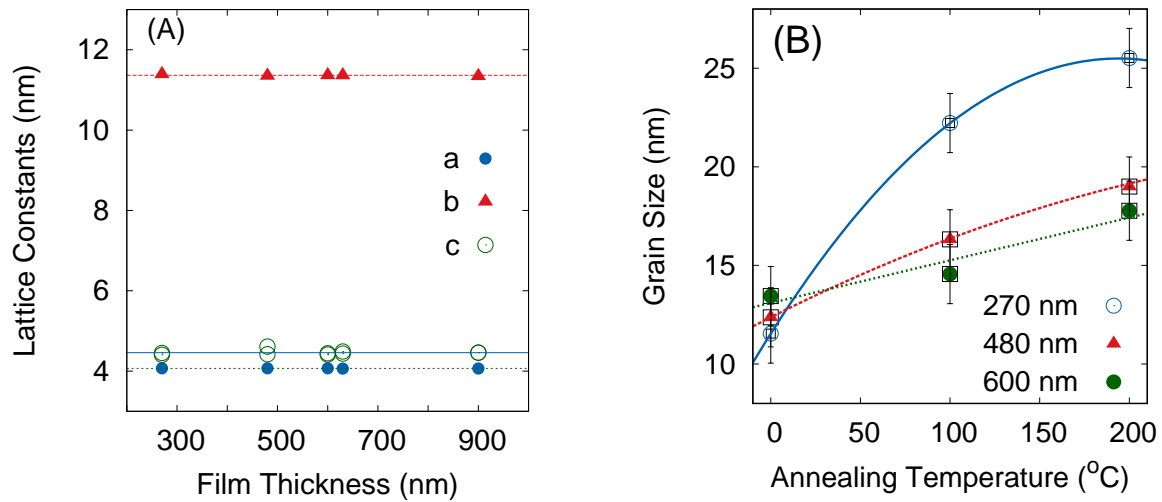 (A)
Lattice Constants (nm)
12
10
8
6
4
a
b
c
300
500
700
900
Film Thickness (nm)
(B)
Grain Size (nm)
25
20
15
10
270 nm
480 nm
600 nm
0
50
100
150
200
Annealing Temperature (°C)